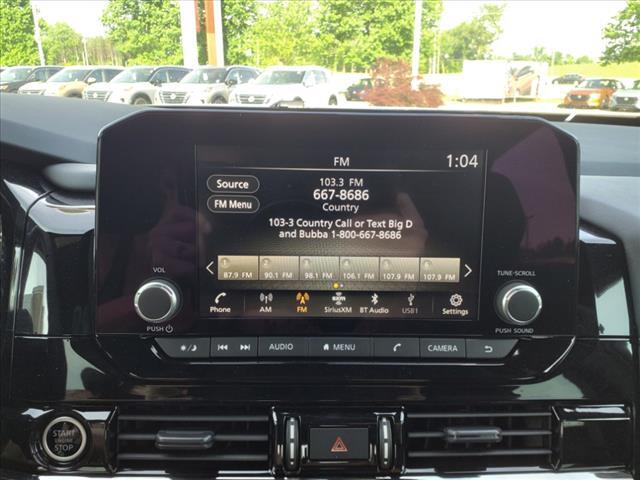 FM
1:04
Source
103.3 FM
667-8686
FM Menu
Country
103-3 Country Call or Text Big D
and Bubba 1-800-667-8686
87.9 FM 90.1 FM 98.1 FM 106.1 FM 107.9 FM 107.9 FM
Phone AM FM SiriusXM BT Audio USB1 Settings
VOL
PUSH
TUNE·SCROLL
PUSH SOUND
AUDIO MENU CAMERA
START
ENGINE
STOP